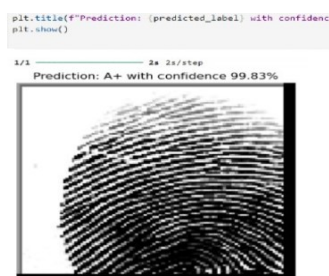 plt.title(f"Prediction: {predicted_label} with confidenc
plt.show()
1/1 2s 2s/step
Prediction: A+ with confidence 99.83%